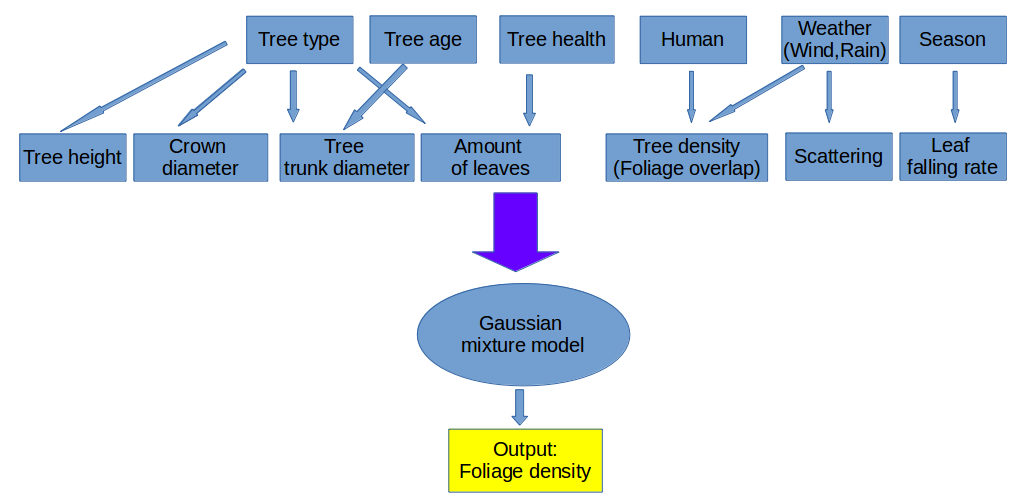 Tree type
Tree age
Tree health
Human
Weather
(Wind,Rain)
Season
Tree height
Crown
diameter
Tree
trunk diameter
Amount
of leaves
Tree density
(Foliage overlap)
Scattering
Leaf
falling rate
Gaussian
mixture model
Output:
Foliage density